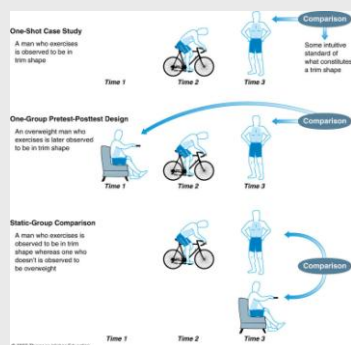 Comparison
One-Shot Case Study
A man who exercises
is observed to be in
trim shape
Some intuitive
standard of
what constitutes
a trim shape
Time 1
Time 2
Time 3
One-Group Pretest-Posttest Design
Comparison
An overweight man who
exercises is later observed
to be in trim shape
Time 1
Time 2
Time 3
Static-Group Comparison
A man who exercises is
observed to be in trim
shape whereas one who
doesn't is observed to
be overweight
Comparison
Time 1
Time 2
Time 3